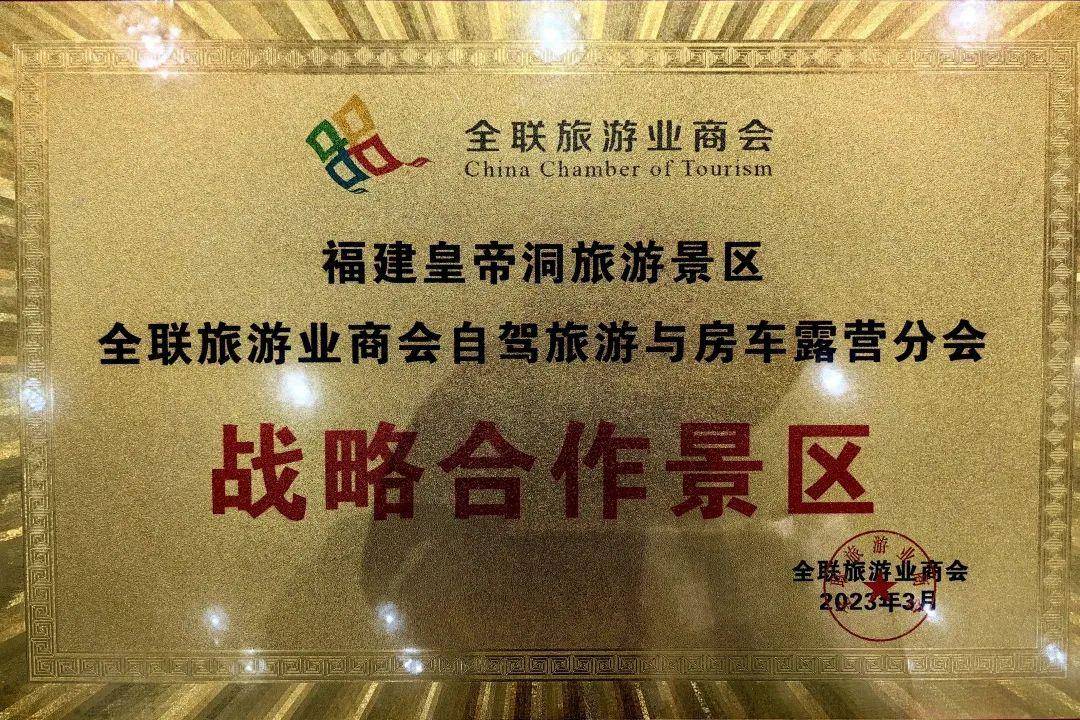 全联旅游业商会
China Chamber of Tourism
福建皇帝洞旅游景区
全联旅游业商会自驾旅游与房车露营分会
战略合作景区
全联旅游业商会
2023年3月